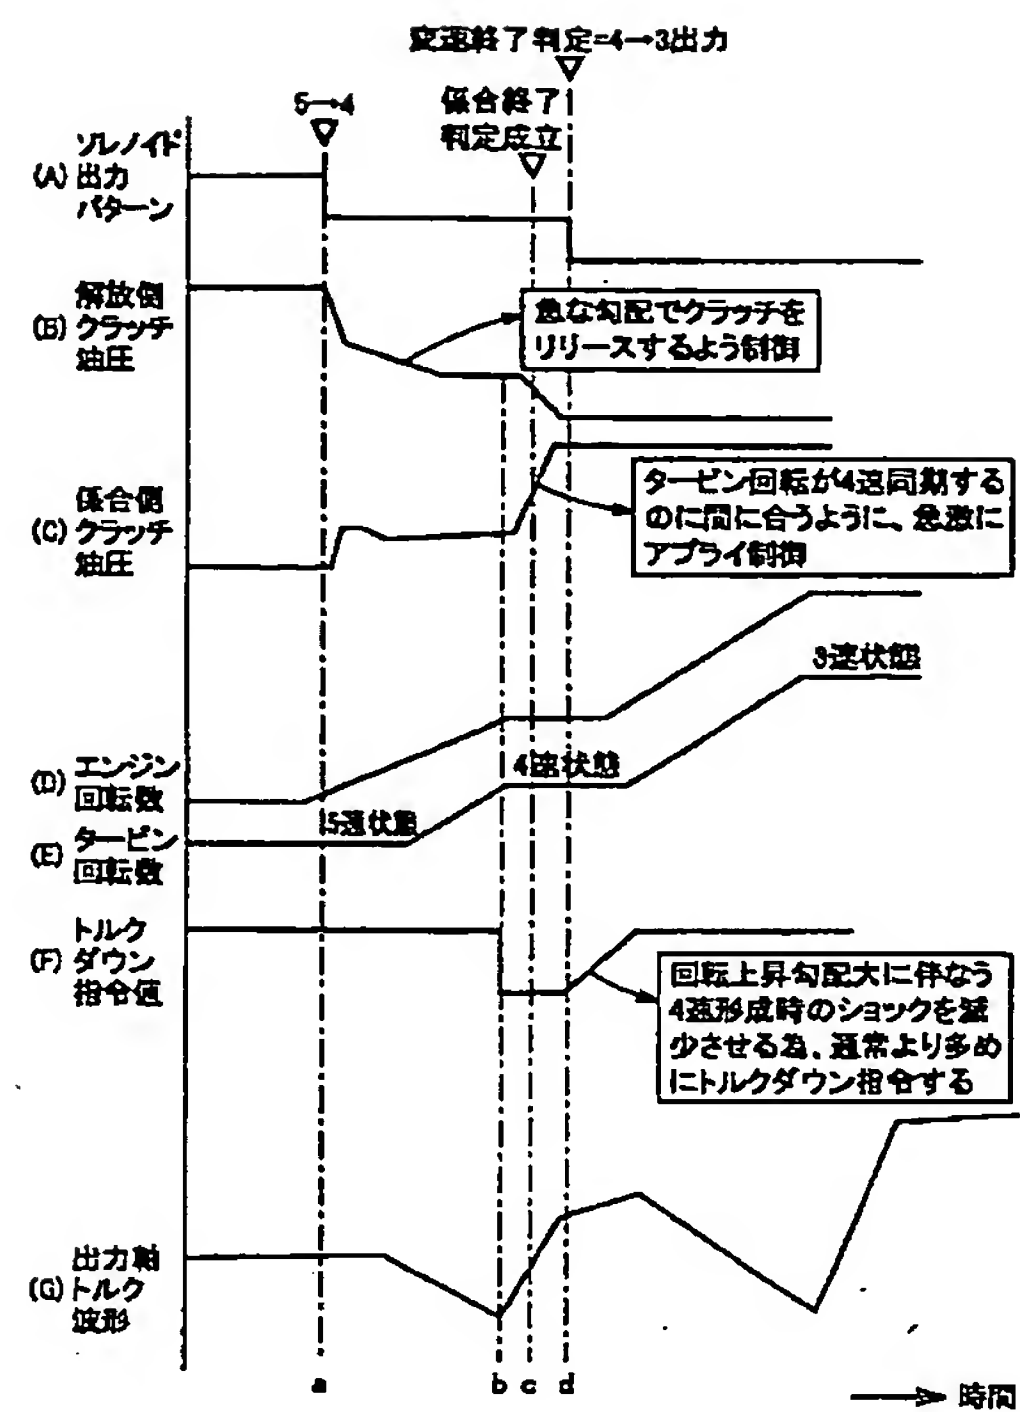 変速終了判定=4→3出力
5→4
係合終了
判定成立
ソレノイド
(A)出力
パターン
解放側
(B)クラッチ
油圧
急な勾配でクラッチを
リリースするよう制御
係合側
(C)クラッチ
油圧
タービン回転が4速同期する
のに間に合うように、急激に
アプライ制御
3速状態
(D)エンジン
回転数
4速状態
5速状態
(E)タービン
回転数
トルク
(F)ダウン
指令値
回転上昇勾配大に伴なう
4速形成時のショックを減
少させる為、通常より多め
にトルクダウン指令する
出力軸
(G)トルク
波形
a
b
c
d
時間